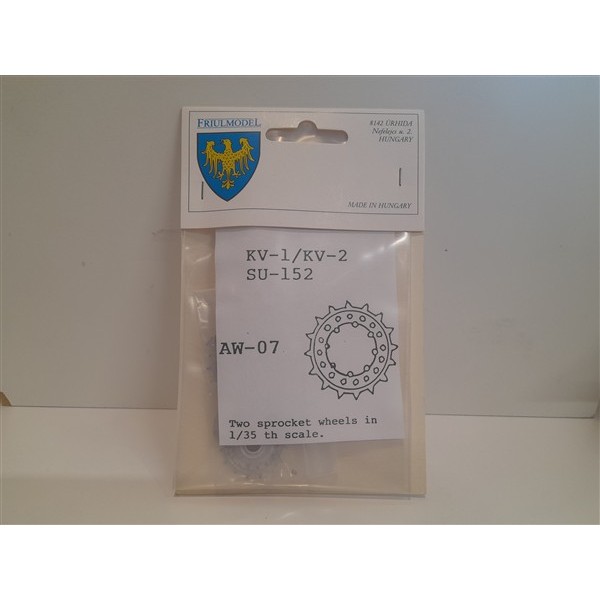 FRIULMODEL
8142 URHIDA
Nefelejcs u. 2.
HUNGARY
MADE IN HUNGARY
KV-1/KV-2
SU-152
AW-07
Two sprocket wheels in
1/35 th scale.